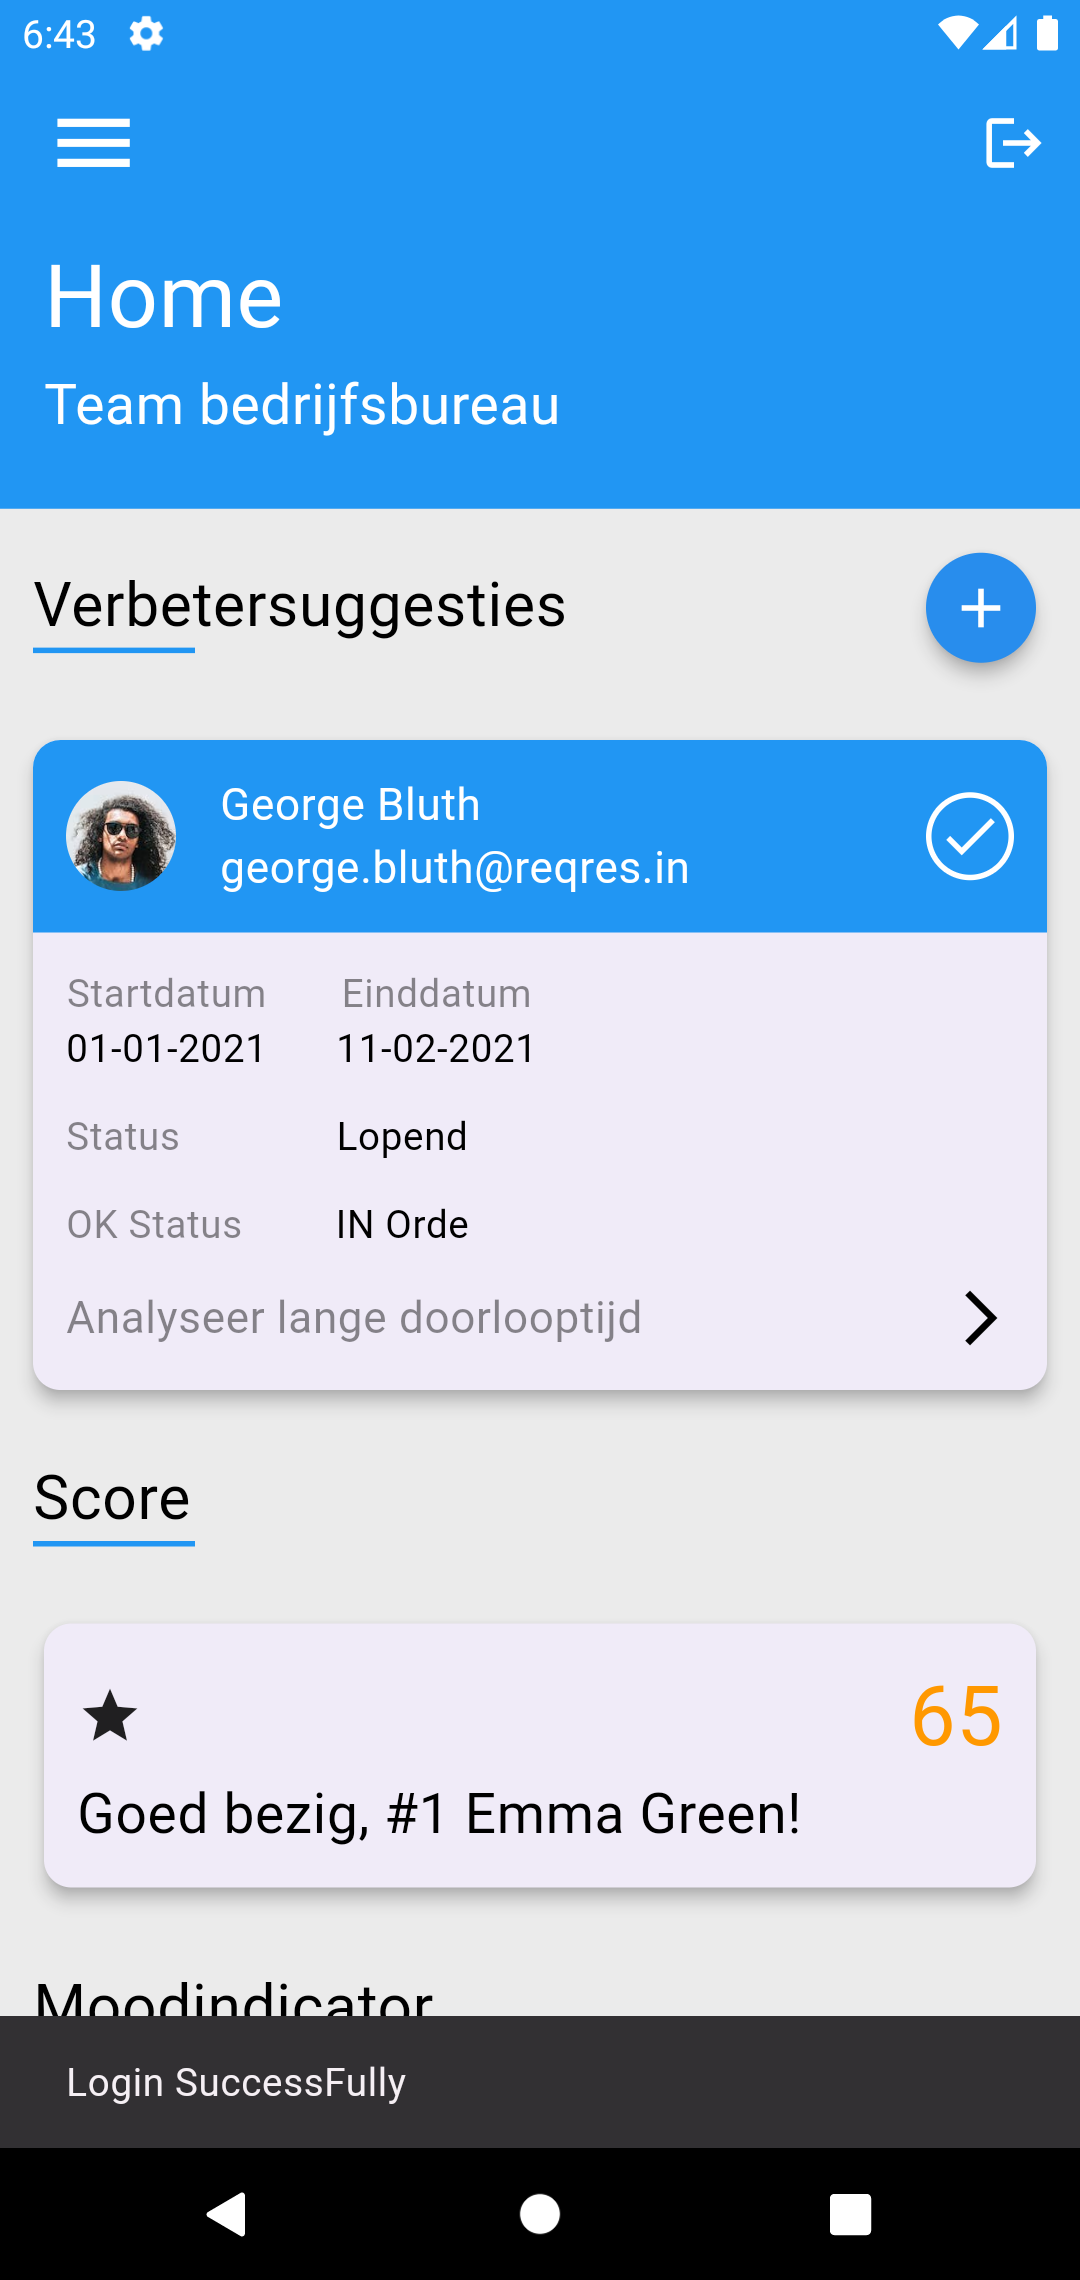 6:43
Home
Team bedrijfsbureau
Verbetersuggesties
George Bluth
george.bluth@reqres.in
Startdatum Einddatum
01-01-2021 11-02-2021
Status Lopend
OK Status IN Orde
Analyseer lange doorlooptijd
Score
65
Goed bezig, #1 Emma Green!
Moodindicator
Login SuccessFully